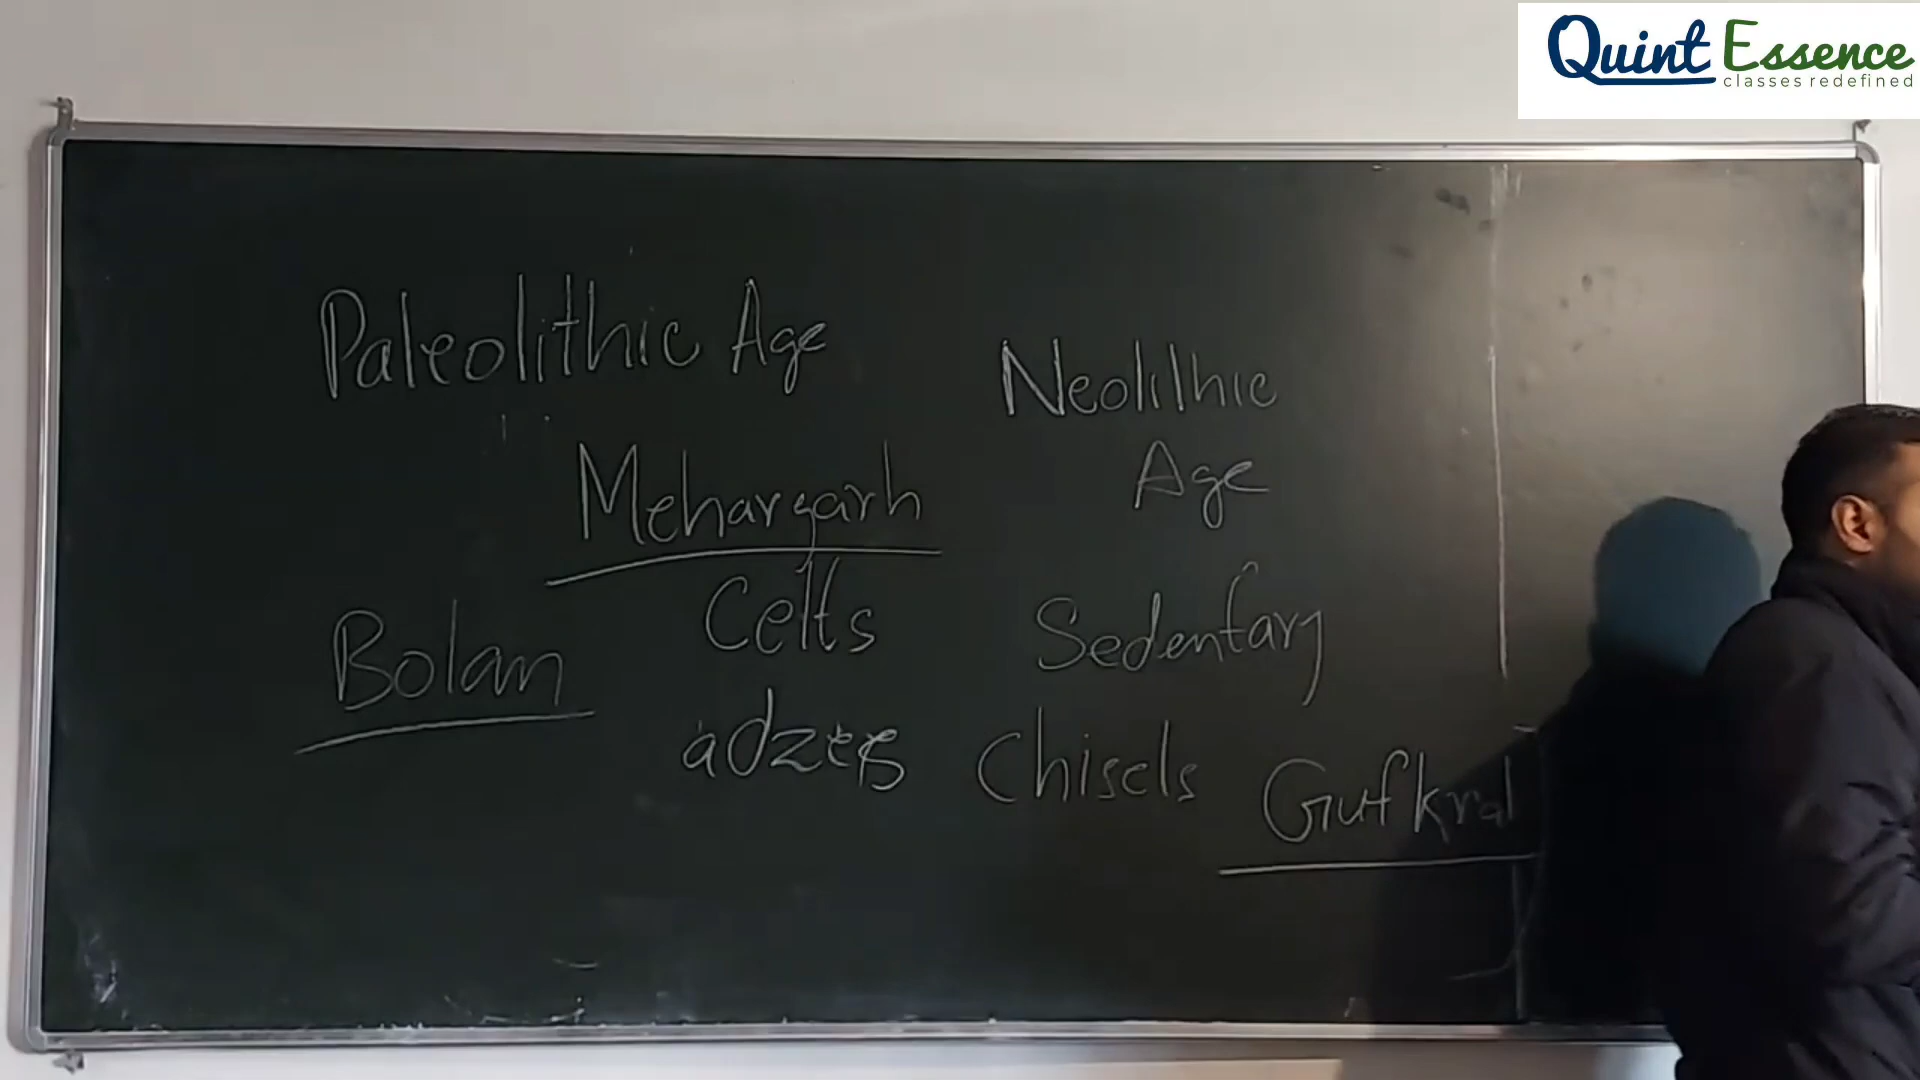 Quint Essence
classes redefined
Paleolithic Age
Neolithic
Age
Mehargarh
Celts
Sedentary
Bolan
adzes
Chisels
Gufkral